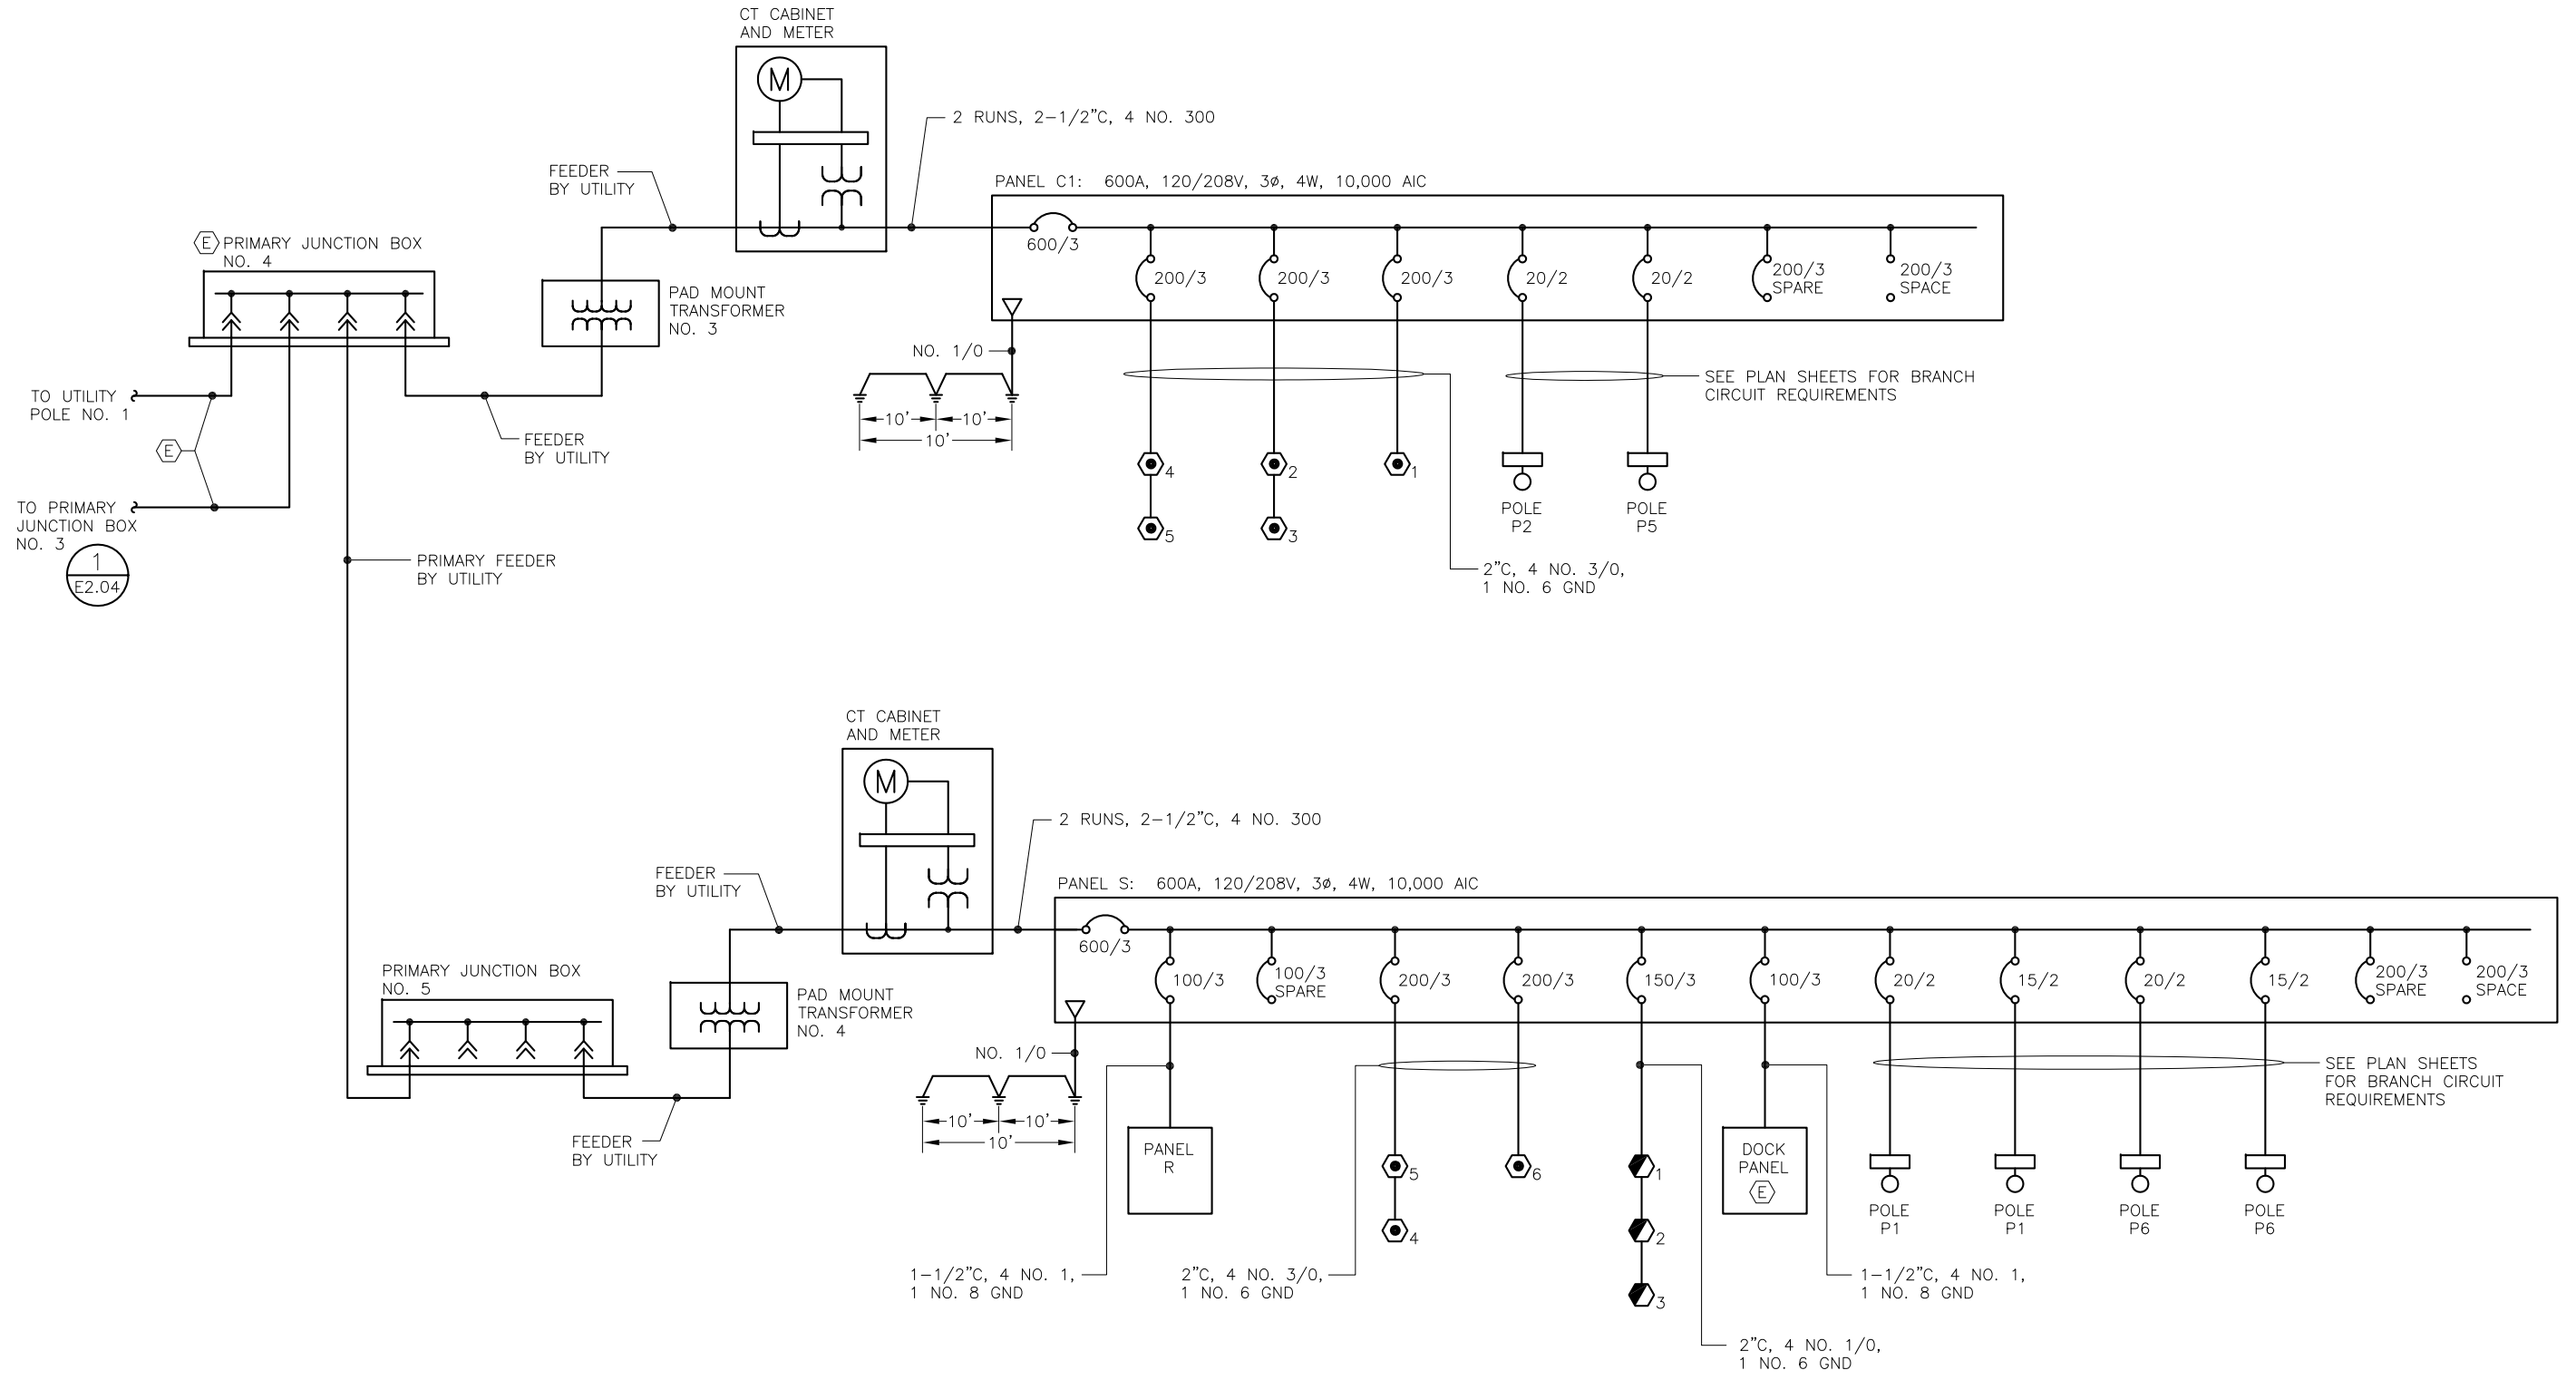 CT CABINET
AND METER
M
2 RUNS, 2-1/2"C, 4 NO. 300
FEEDER
BY UTILITY
PANEL C1: 600A, 120/208V, 3ø, 4W, 10,000 AIC
600/3
200/3
200/3
200/3
20/2
20/2
200/3
SPARE
200/3
SPACE
E
PRIMARY JUNCTION BOX
NO. 4
PAD MOUNT
TRANSFORMER
NO. 3
NO. 1/0
10'
10'
10'
SEE PLAN SHEETS FOR BRANCH
CIRCUIT REQUIREMENTS
TO UTILITY
POLE NO. 1
E
FEEDER
BY UTILITY
4
2
1
5
3
POLE
P2
POLE
P5
TO PRIMARY
JUNCTION BOX
NO. 3
1
E2.04
PRIMARY FEEDER
BY UTILITY
2"C, 4 NO. 3/0,
1 NO. 6 GND
CT CABINET
AND METER
M
2 RUNS, 2-1/2"C, 4 NO. 300
FEEDER
BY UTILITY
PANEL S: 600A, 120/208V, 3ø, 4W, 10,000 AIC
600/3
100/3
100/3
SPARE
200/3
200/3
150/3
100/3
20/2
15/2
20/2
15/2
200/3
SPARE
200/3
SPACE
PRIMARY JUNCTION BOX
NO. 5
PAD MOUNT
TRANSFORMER
NO. 4
NO. 1/0
10'
10'
10'
SEE PLAN SHEETS
FOR BRANCH CIRCUIT
REQUIREMENTS
FEEDER
BY UTILITY
PANEL
R
5
4
6
1
2
3
DOCK
PANEL
E
POLE
P1
POLE
P1
POLE
P6
POLE
P6
1-1/2"C, 4 NO. 1,
1 NO. 8 GND
2"C, 4 NO. 3/0,
1 NO. 6 GND
1-1/2"C, 4 NO. 1,
1 NO. 8 GND
2"C, 4 NO. 1/0,
1 NO. 6 GND